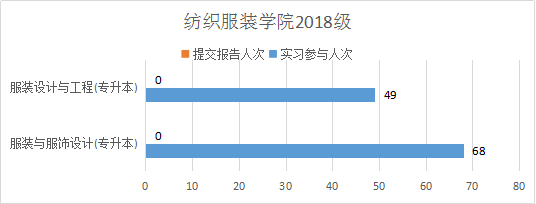 纺织服装学院2018级
提交报告人次 实习参与人次
服装设计与工程(专升本) 0 49
服装与服饰设计(专升本) 0 68
0 10 20 30 40 50 60 70 80